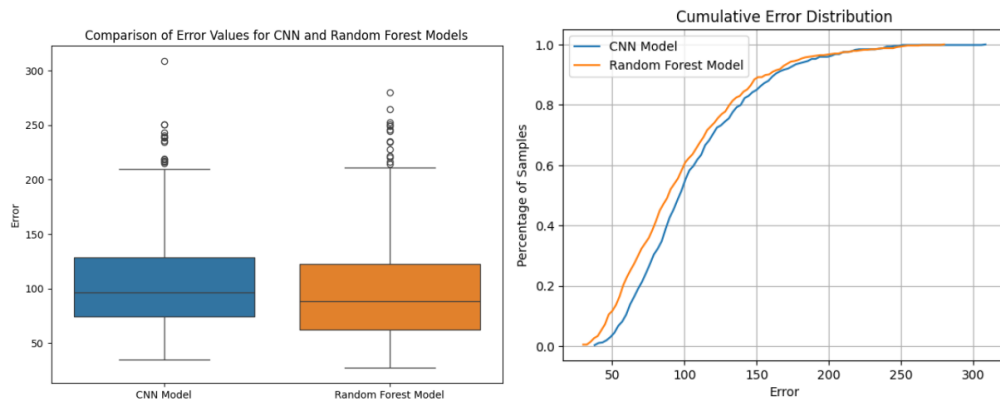 Comparison of Error Values for CNN and Random Forest Models
300
250
200
150
100
50
Error
CNN Model
Random Forest Model
Cumulative Error Distribution
CNN Model
Random Forest Model
1.0
0.8
0.6
0.4
0.2
0.0
Percentage of Samples
50 100 150 200 250 300
Error